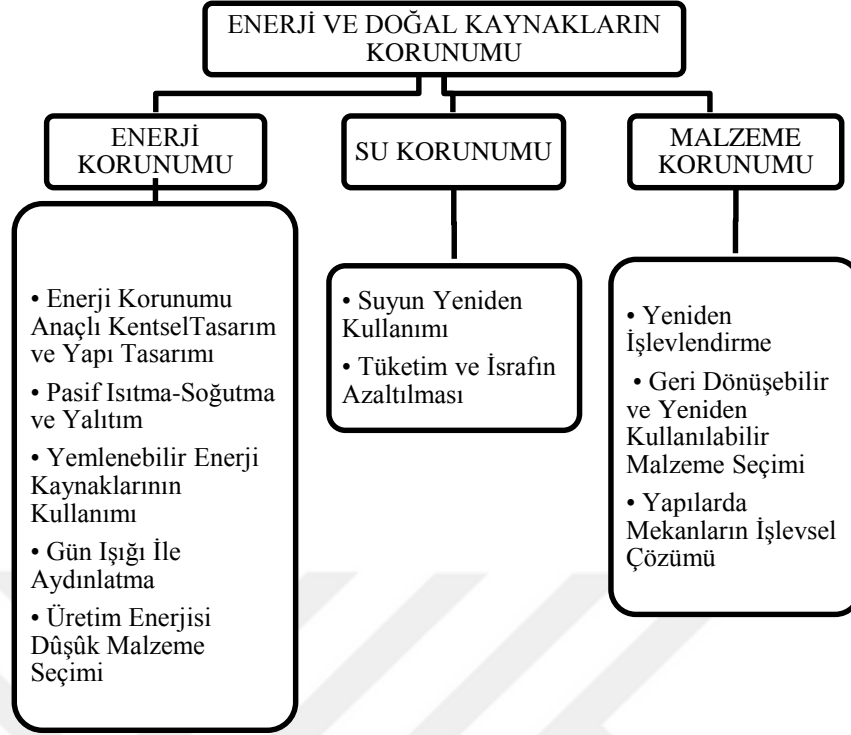 ENERJİ VE DOĞAL KAYNAKLARIN
KORUNUMU
ENERJİ
KORUNUMU
• Enerji Korunumu
Anaçlı KentselTasarım
ve Yapı Tasarımı
• Pasif Isıtma-Soğutma
ve Yalıtım
• Yemlenebilir Enerji
Kaynaklarının
Kullanımı
• Gün Işığı İle
Aydınlatma
• Üretim Enerjisi
Dûşûk Malzeme
Seçimi
SU KORUNUMU
• Suyun Yeniden
Kullanımı
• Tüketim ve İsrafın
Azaltılması
MALZEME
KORUNUMU
• Yeniden
İşlevlendirme
• Geri Dönüşebilir
ve Yeniden
Kullanılabilir
Malzeme Seçimi
• Yapılarda
Mekanların İşlevsel
Çözümü